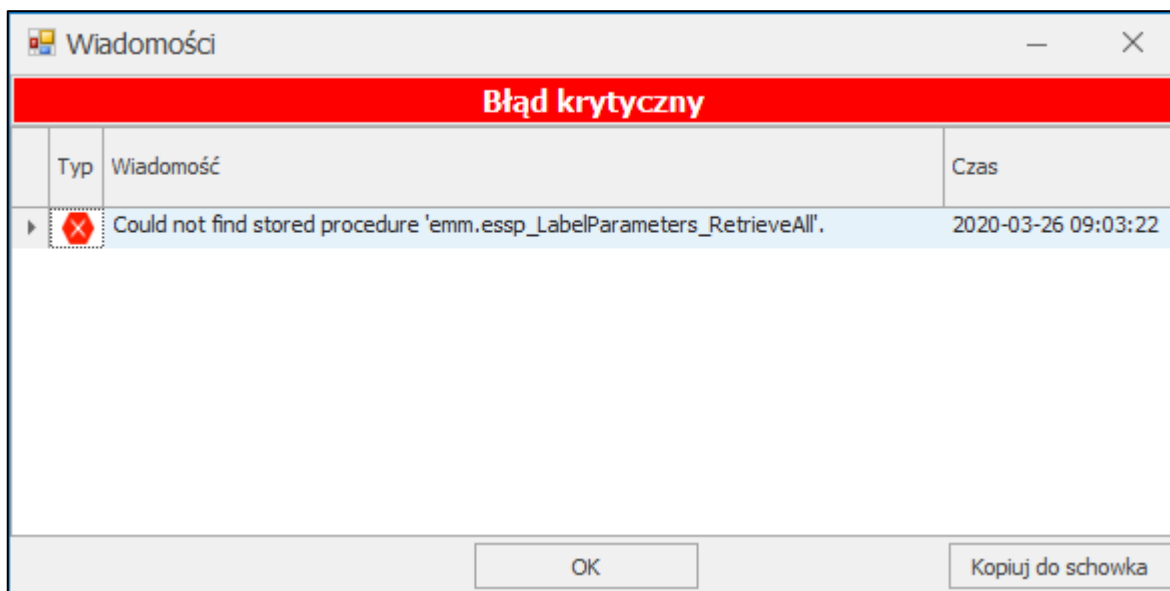 Wiadomości
Błąd krytyczny
Typ Wiadomość Czas
Could not find stored procedure 'emm.essp_LabelParameters_RetrieveAll'. 2020-03-26 09:03:22
OK Kopiuj do schowka